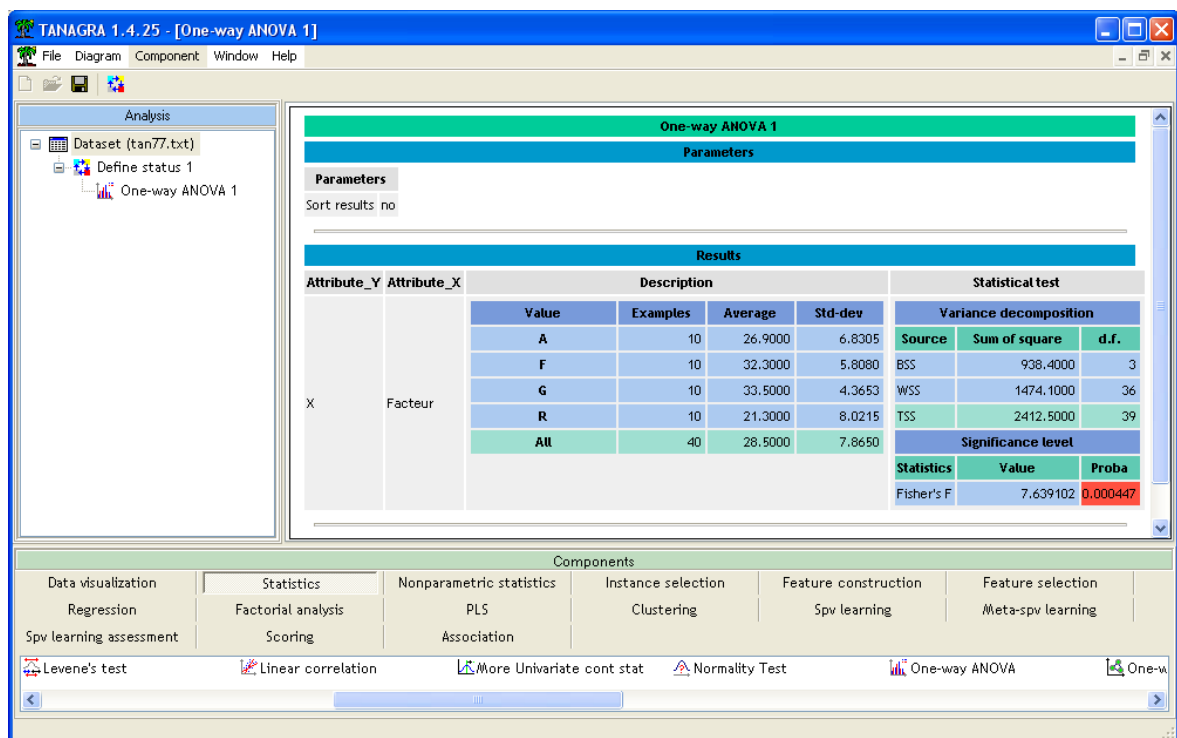 TANAGRA 1.4.25 - [One-way ANOVA 1]
File Diagram Component Window Help
Analysis
Dataset (tan77.txt)
Define status 1
One-way ANOVA 1
One-way ANOVA 1
Parameters
Parameters
Sort results no
Results
Attribute_Y Attribute_X Description Statistical test
Value Examples Average Std-dev
A 10 26.9000 6.8305
F 10 32.3000 5.8080
G 10 33.5000 4.3653
R 10 21.3000 8.0215
All 40 28.5000 7.8650
X Facteur
Variance decomposition
Source Sum of square d.f.
BSS 938.4000 3
WSS 1474.1000 36
TSS 2412.5000 39
Significance level
Statistics Value Proba
Fisher's F 7.639102 0.000447
Components
Data visualization Statistics Nonparametric statistics Instance selection Feature construction Feature selection
Regression Factorial analysis PLS Clustering Spv learning Meta-spv learning
Spv learning assessment Scoring Association
Levene's test Linear correlation More Univariate cont stat Normality Test One-way ANOVA One-w